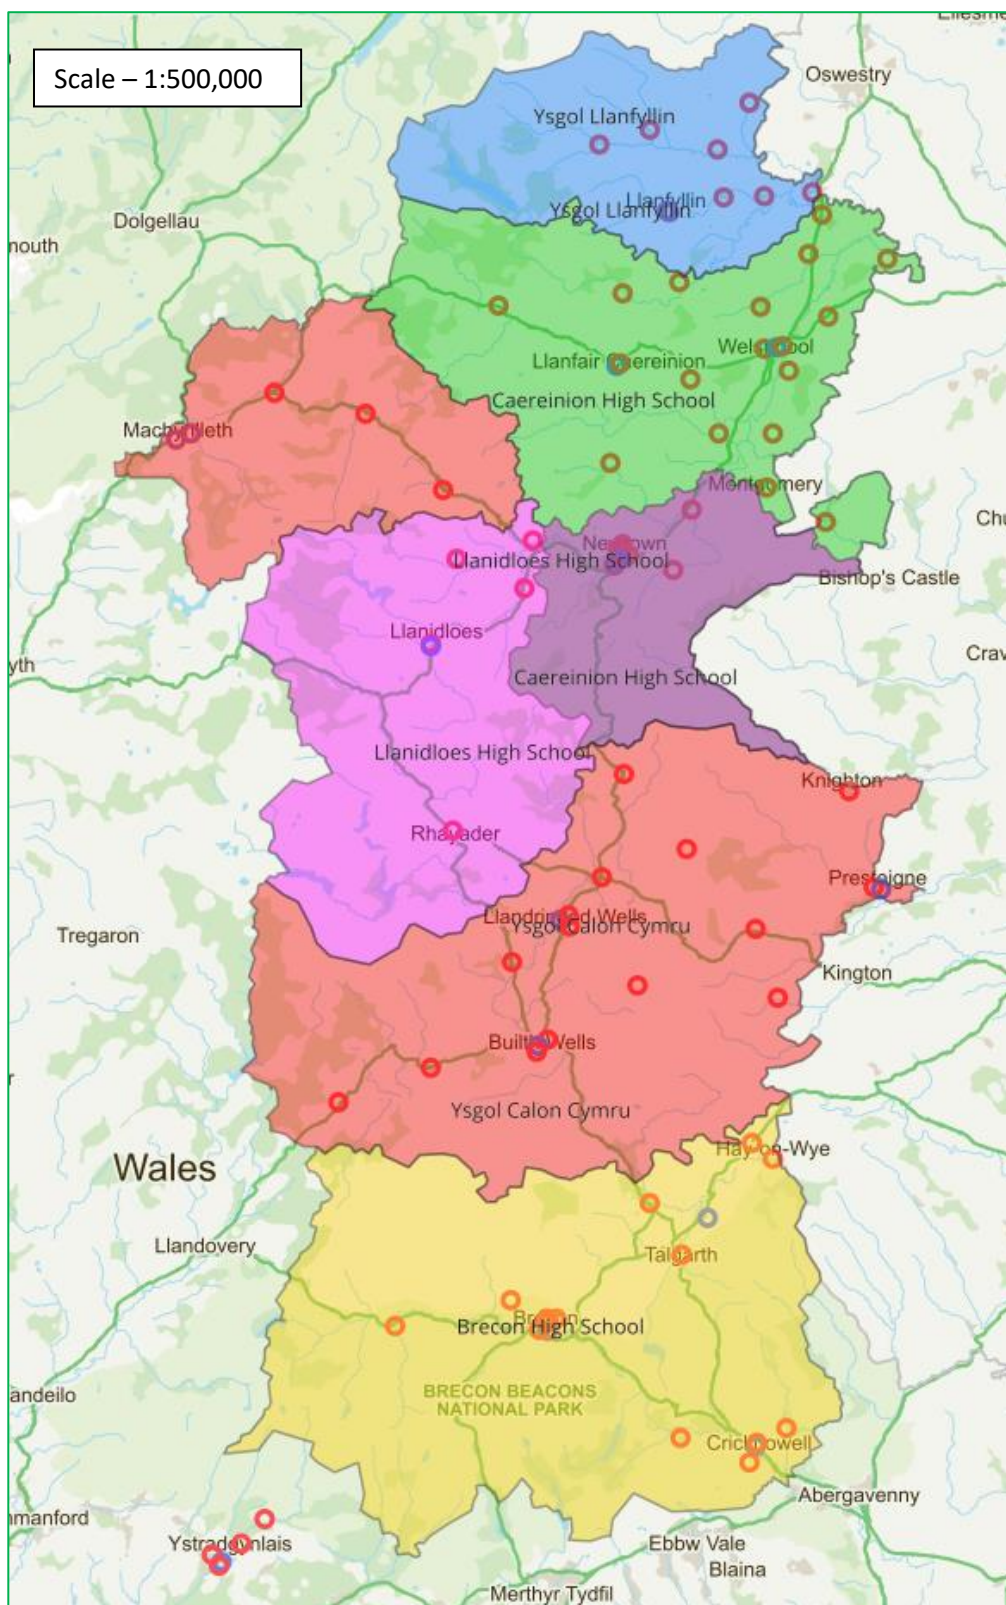 Ellesme
Scale – 1:500,000
Oswestry
Ysgol Llanfyllin
Llanfyllin
Ysgol Llanfyllin
Dolgellau
mouth
Welshpool
Llanfair Caereinion
Caereinion High School
Machynlleth
Montgomery
Chu
Newtown
Llanidloes High School
Bishop's Castle
Llanidloes
Crav
yth
Caereinion High School
Llanidloes High School
Knighton
Rhayader
Presteigne
Llandrindod Wells
Ysgol Calon Cymru
Tregaron
Kington
Builth Wells
Ysgol Calon Cymru
Hay-on-Wye
Wales
Llandovery
Talgarth
Brecon
Brecon High School
BRECON BEACONS
NATIONAL PARK
andeilo
Crickhowell
Abergavenny
nmanford
Ystradgynlais
Ebbw Vale
Blaina
Merthyr Tydfil